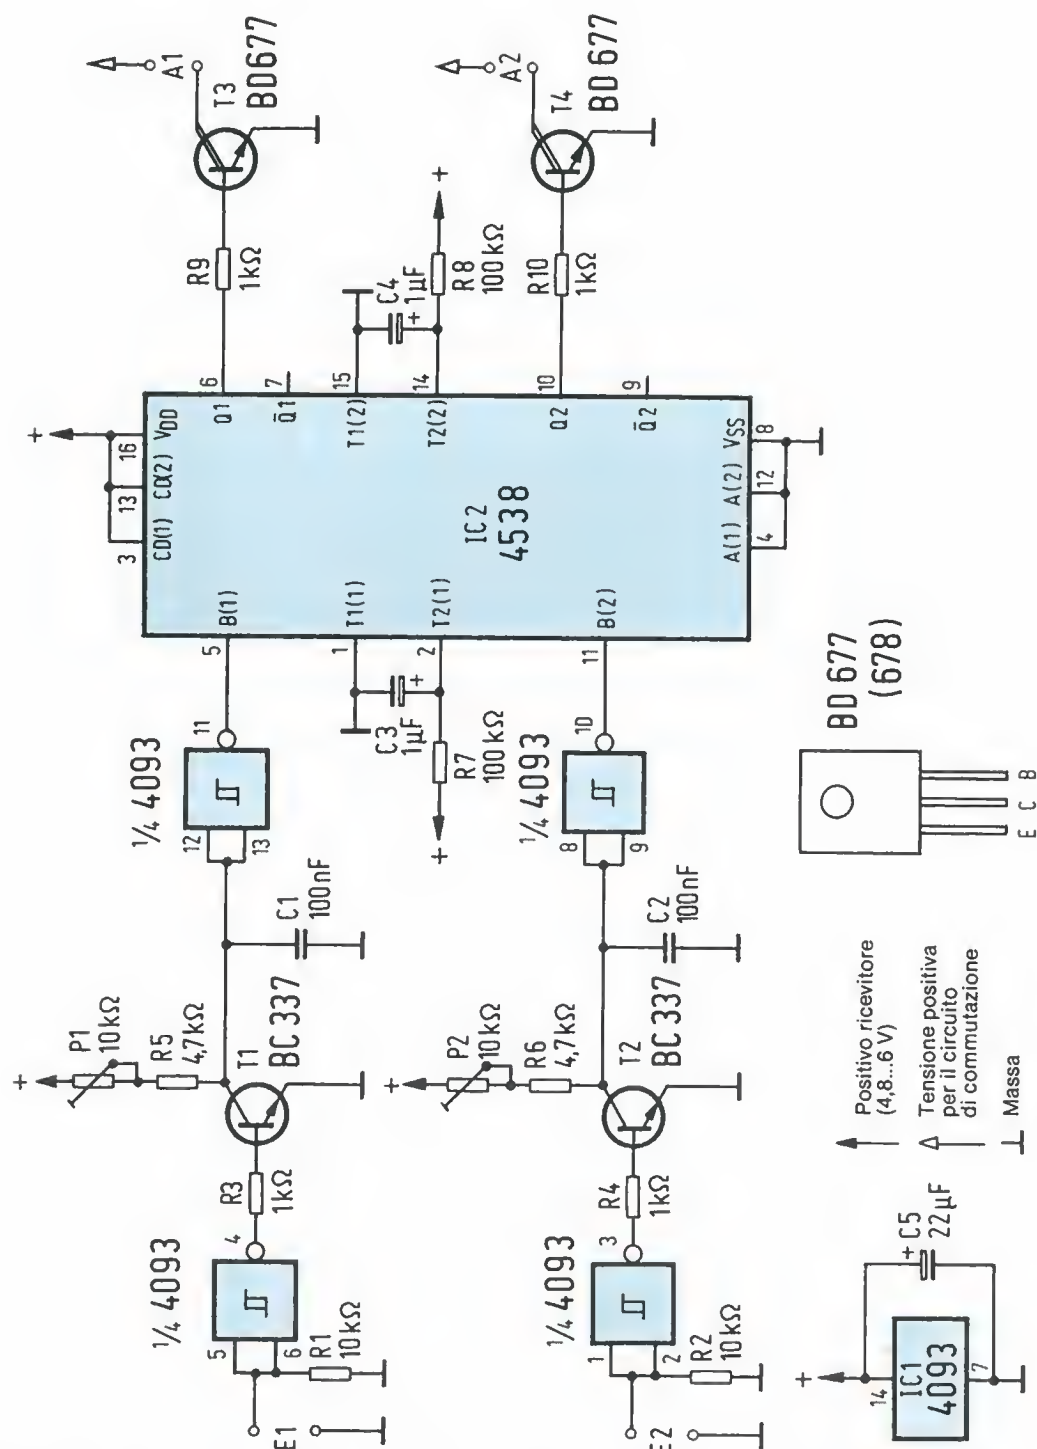 E1
5
6
R1
10kΩ
1/4 4093
4
R3
1kΩ
T1
BC 337
P1
10kΩ
R5
4,7kΩ
+
C1
100nF
12
13
1/4 4093
11
E2
1
2
R2
10kΩ
1/4 4093
3
R4
1kΩ
T2
BC 337
P2
10kΩ
R6
4,7kΩ
+
C2
100nF
8
9
1/4 4093
10
C3
1µF
+
R7
100kΩ
+
5
B(1)
1
T1(1)
2
T2(1)
11
B(2)
IC2
4538
3
CD(1)
13
CD(2)
16
VDD
+
4
A(1)
12
A(2)
8
VSS
6
Q1
7
Q̄1
15
T1(2)
14
T2(2)
10
Q2
9
Q̄2
C4
1µF
+
R8
100kΩ
+
R9
1kΩ
T3
BD677
A1
R10
1kΩ
T4
BD 677
A2
+
14
IC1
4093
7
+
C5
22µF
Positivo ricevitore
(4,8...6 V)
Tensione positiva
per il circuito
di commutazione
Massa
BD 677
(678)
E C B